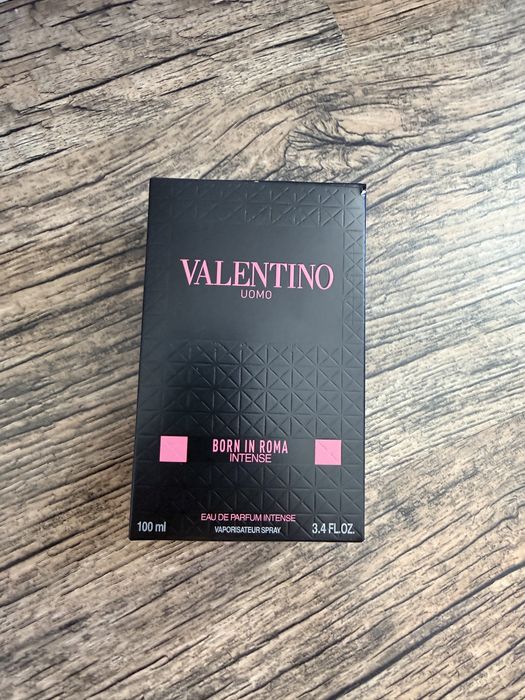 VALENTINO
UOMO
BORN IN ROMA
INTENSE
EAU DE PARFUM INTENSE
100 ml VAPORISATEUR SPRAY 3.4 FL.OZ.